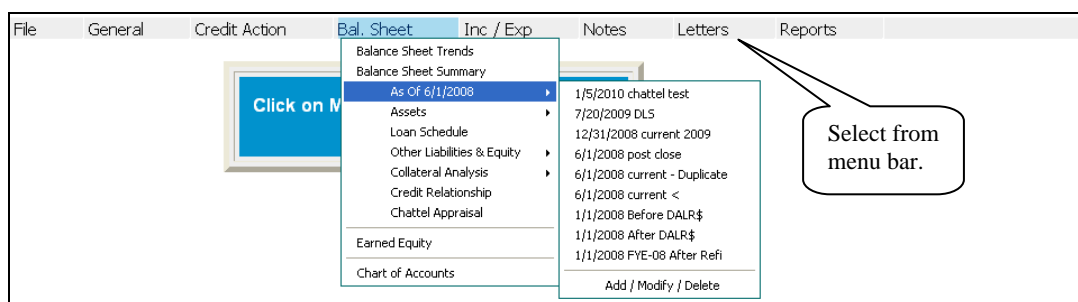 File General Credit Action Bal. Sheet Inc / Exp Notes Letters Reports
Click on M
Balance Sheet Trends
Balance Sheet Summary
As Of 6/1/2008
Assets
Loan Schedule
Other Liabilities & Equity
Collateral Analysis
Credit Relationship
Chattel Appraisal
Earned Equity
Chart of Accounts
1/5/2010 chattel test
7/20/2009 DLS
12/31/2008 current 2009
6/1/2008 post close
6/1/2008 current - Duplicate
6/1/2008 current <
1/1/2008 Before DALR$
1/1/2008 After DALR$
1/1/2008 FYE-08 After Refi
Add / Modify / Delete
Select from
menu bar.